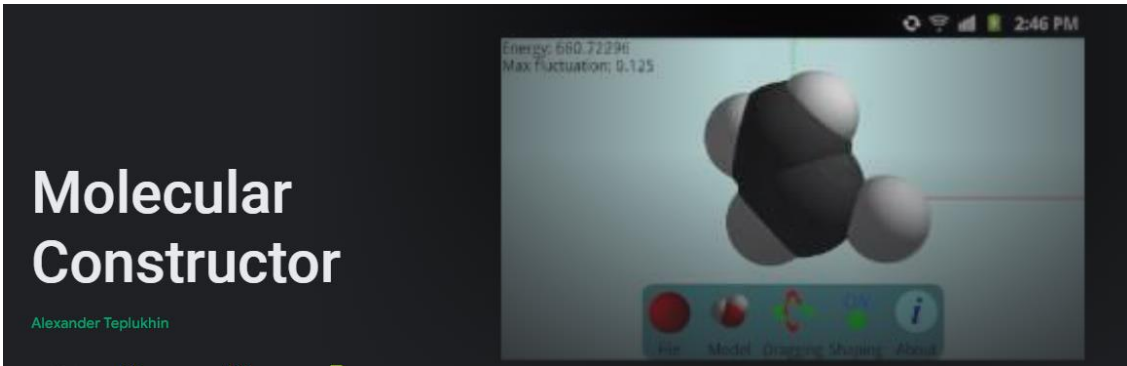 2:46 PM
Energy: 680.72296
Max fluctuation: 0.125
Molecular
Constructor
Alexander Teplukhin
ON
File Model Dragging Shaping About